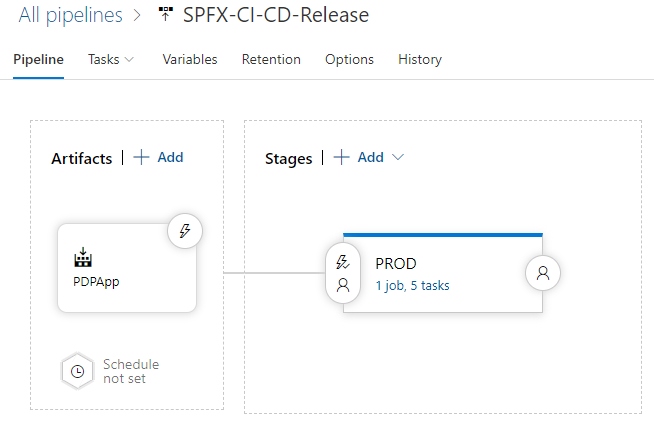 All pipelines > SPFX-CI-CD-Release
Pipeline Tasks Variables Retention Options History
Artifacts | + Add
Stages | + Add
PDPApp
PROD
1 job, 5 tasks
Schedule
not set